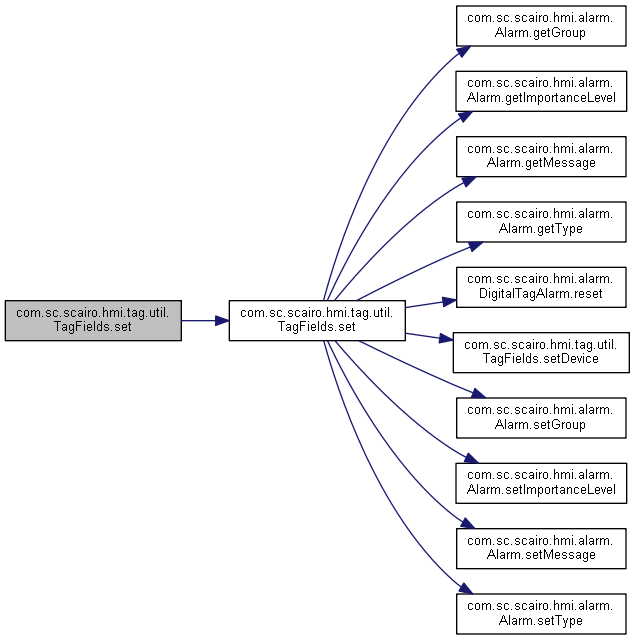 com.sc.scairo.hmi.alarm.
Alarm.getGroup
com.sc.scairo.hmi.alarm.
Alarm.getImportanceLevel
com.sc.scairo.hmi.alarm.
Alarm.getMessage
com.sc.scairo.hmi.alarm.
Alarm.getType
com.sc.scairo.hmi.alarm.
DigitalTagAlarm.reset
com.sc.scairo.hmi.tag.util.
TagFields.set
com.sc.scairo.hmi.tag.util.
TagFields.set
com.sc.scairo.hmi.tag.util.
TagFields.setDevice
com.sc.scairo.hmi.alarm.
Alarm.setGroup
com.sc.scairo.hmi.alarm.
Alarm.setImportanceLevel
com.sc.scairo.hmi.alarm.
Alarm.setMessage
com.sc.scairo.hmi.alarm.
Alarm.setType